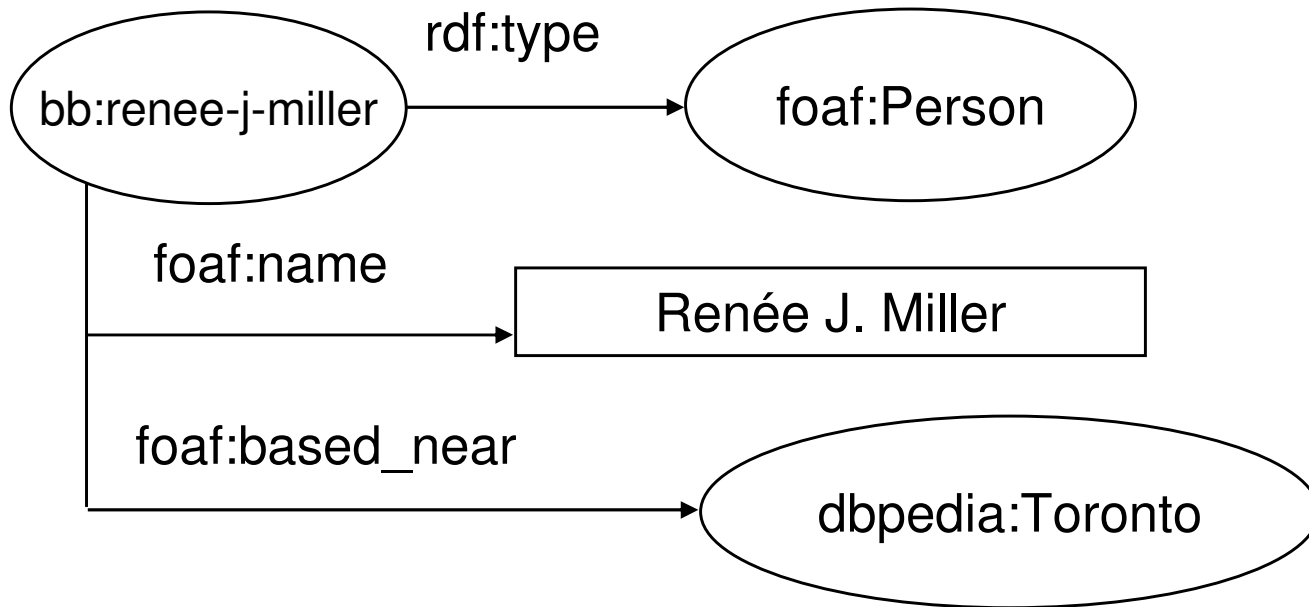 rdf:type
bb:renee-j-miller
foaf:Person
foaf:name
Renée J. Miller
foaf:based_near
dbpedia:Toronto